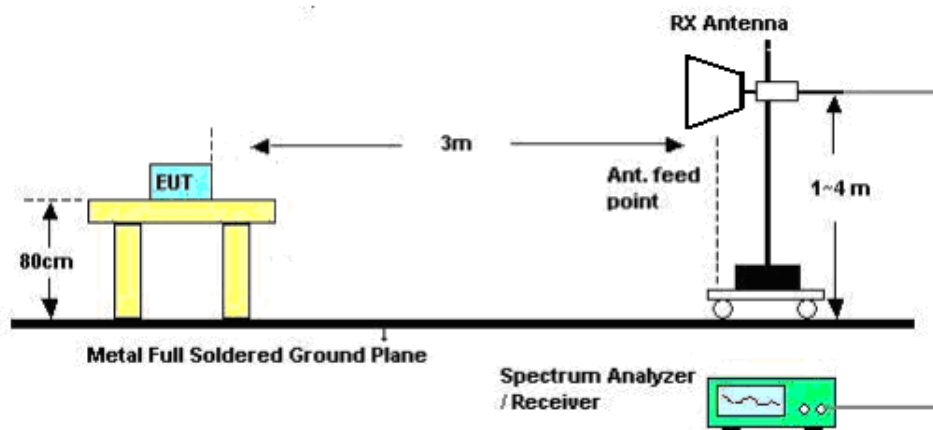 RX Antenna
3m
EUT
Ant. feed
point
1~4 m
80cm
Metal Full Soldered Ground Plane
Spectrum Analyzer
/ Receiver